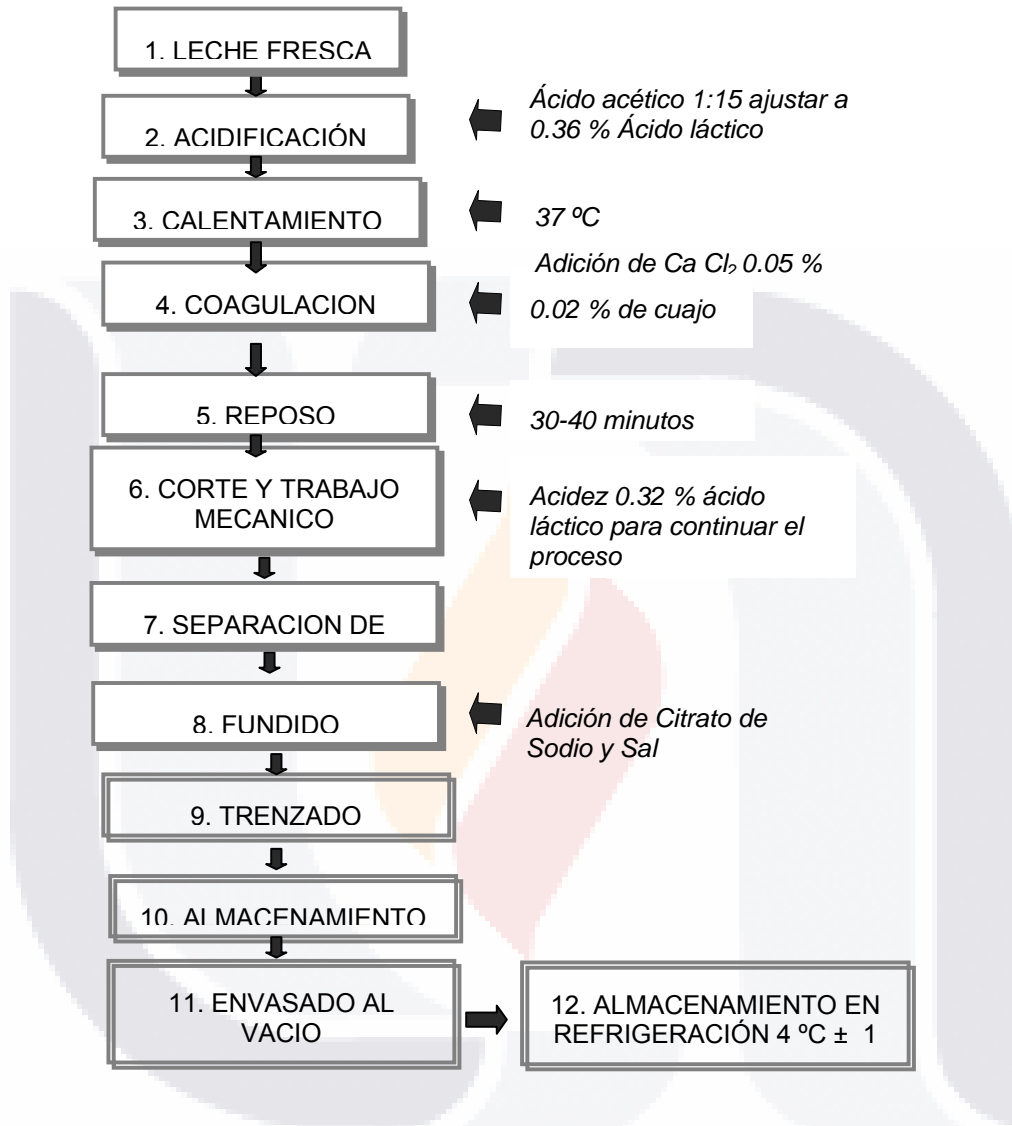 1. LECHE FRESCA
Ácido acético 1:15 ajustar a
0.36 % Ácido láctico
2. ACIDIFICACIÓN
3. CALENTAMIENTO
37 ºC
Adición de Ca Cl₂ 0.05 %
4. COAGULACION
0.02 % de cuajo
5. REPOSO
30-40 minutos
6. CORTE Y TRABAJO
MECANICO
Acidez 0.32 % ácido
láctico para continuar el
proceso
7. SEPARACION DE
8. FUNDIDO
Adición de Citrato de
Sodio y Sal
9. TRENZADO
10. ALMACENAMIENTO
11. ENVASADO AL
VACIO
12. ALMACENAMIENTO EN
REFRIGERACIÓN 4 ºC ± 1